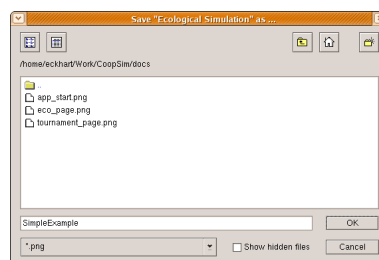 Save "Ecological Simulation" as ...
/home/eckhart/Work/CoopSim/docs
..
app_start.png
eco_page.png
tournament_page.png
SimpleExample
OK
*.png
Show hidden files
Cancel